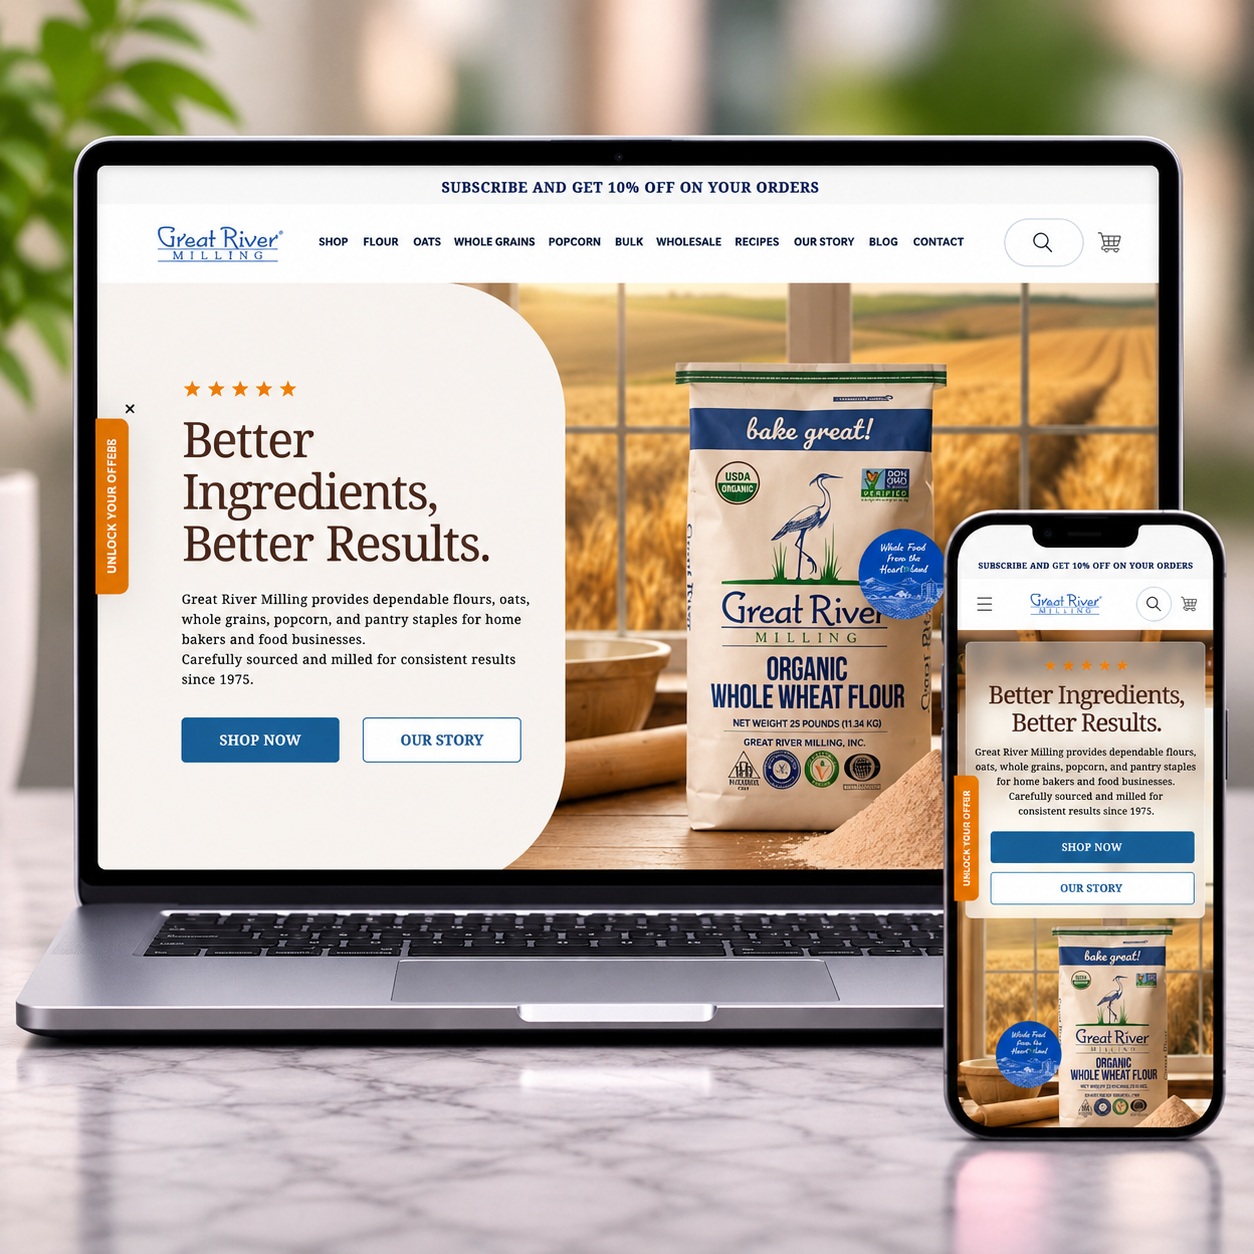 SUBSCRIBE AND GET 10% OFF ON YOUR ORDERS
Great River®
MILLING
SHOP FLOUR OATS WHOLE GRAINS POPCORN BULK WHOLESALE RECIPES OUR STORY BLOG CONTACT
Better
Ingredients,
Better Results.
UNLOCK YOUR OFFER
Great River Milling provides dependable flours, oats,
whole grains, popcorn, and pantry staples for home
bakers and food businesses.
Carefully sourced and milled for consistent results
since 1975.
SHOP NOW
OUR STORY
bake great!
USDA
ORGANIC
NON
GMO
VERIFIED
Whole Food
From the
Heartland
Great River
MILLING
ORGANIC
WHOLE WHEAT FLOUR
NET WEIGHT 25 POUNDS (11.34 KG)
GREAT RIVER MILLING, INC.
SUBSCRIBE AND GET 10% OFF ON YOUR ORDERS
Great River®
MILLING
Better Ingredients,
Better Results.
Great River Milling provides dependable flours,
oats, whole grains, popcorn, and pantry staples
for home bakers and food businesses.
Carefully sourced and milled for
consistent results since 1975.
UNLOCK YOUR OFFER
SHOP NOW
OUR STORY
bake great!
Whole Food
from the
Heartland
Great River
MILLING
ORGANIC
WHOLE WHEAT FLOUR